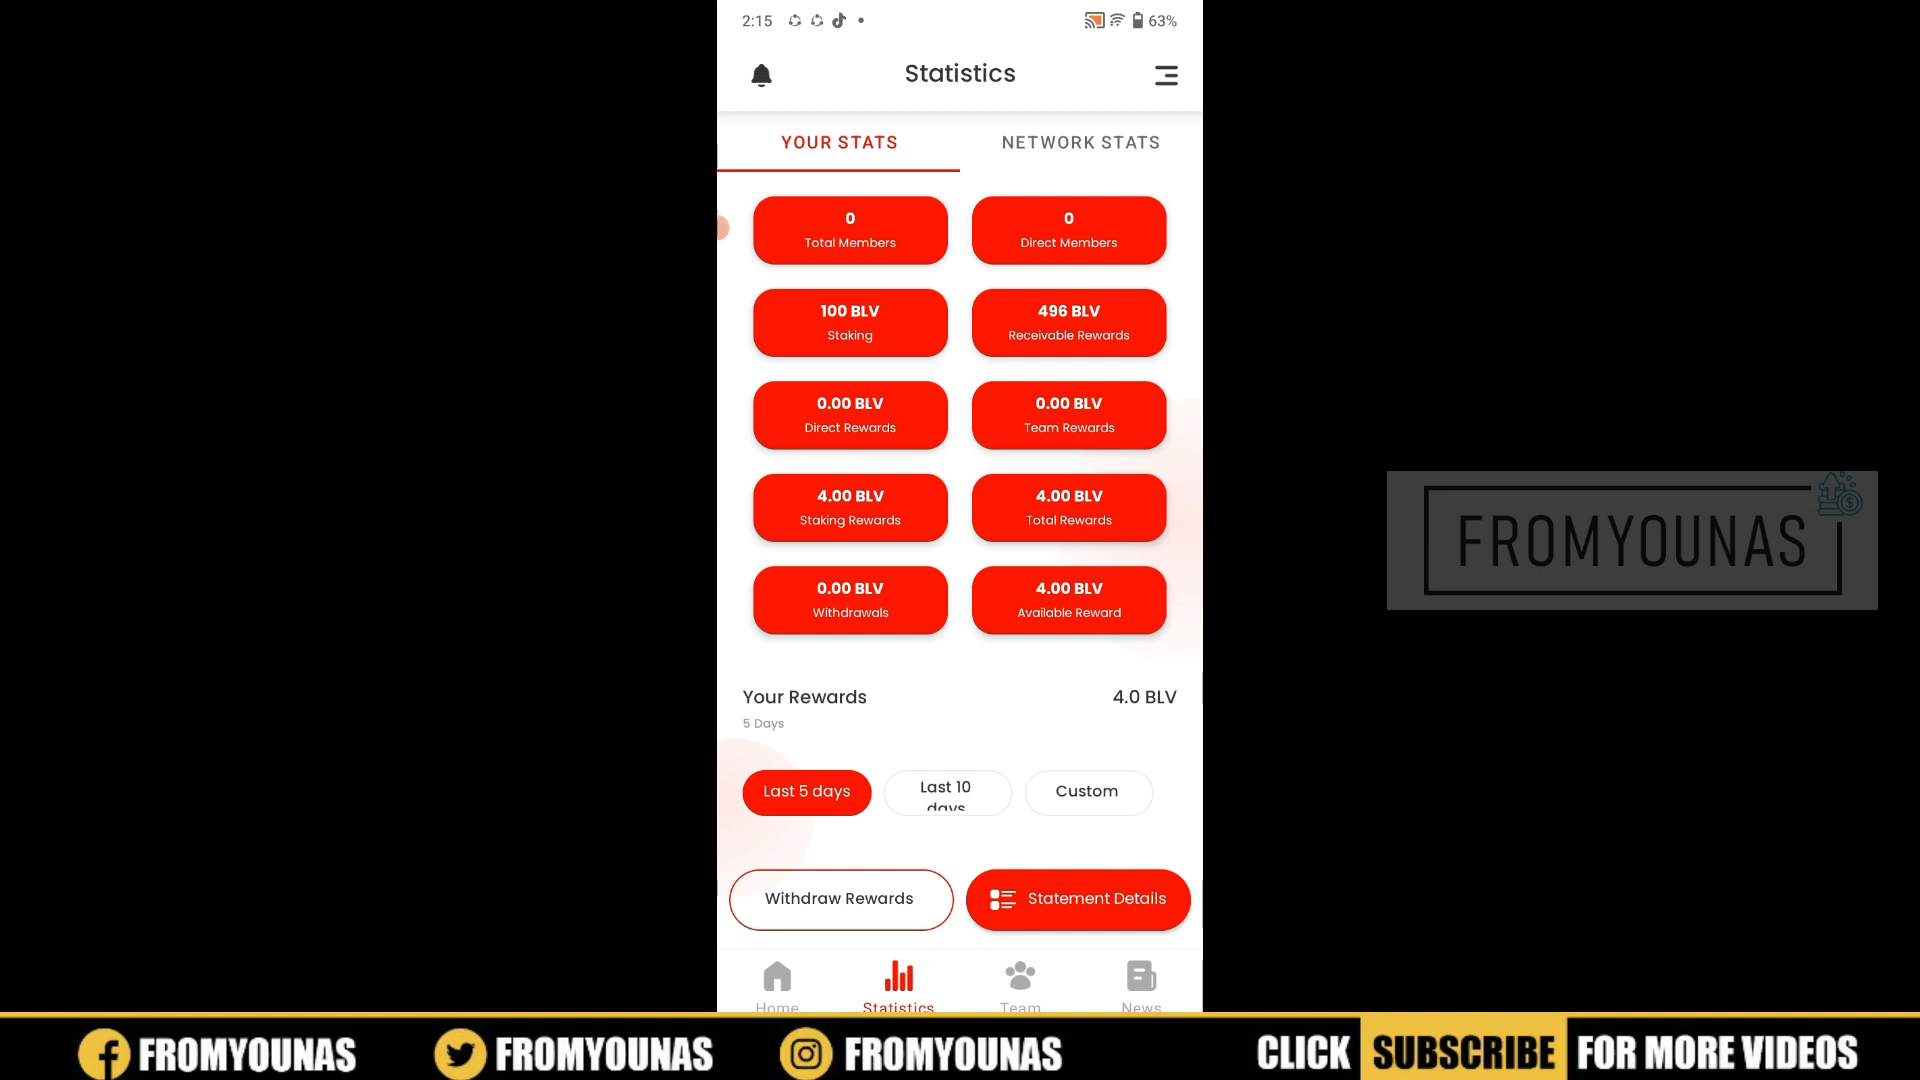 2:15
63%
Statistics
YOUR STATS
NETWORK STATS
0
Total Members
0
Direct Members
100 BLV
Staking
496 BLV
Receivable Rewards
0.00 BLV
Direct Rewards
0.00 BLV
Team Rewards
4.00 BLV
Staking Rewards
4.00 BLV
Total Rewards
0.00 BLV
Withdrawals
4.00 BLV
Available Reward
Your Rewards
4.0 BLV
5 Days
Last 5 days
Last 10
days
Custom
Withdraw Rewards
Statement Details
Home
Statistics
Team
News
FROMYOUNAS
FROMYOUNAS
FROMYOUNAS
FROMYOUNAS
CLICK SUBSCRIBE FOR MORE VIDEOS